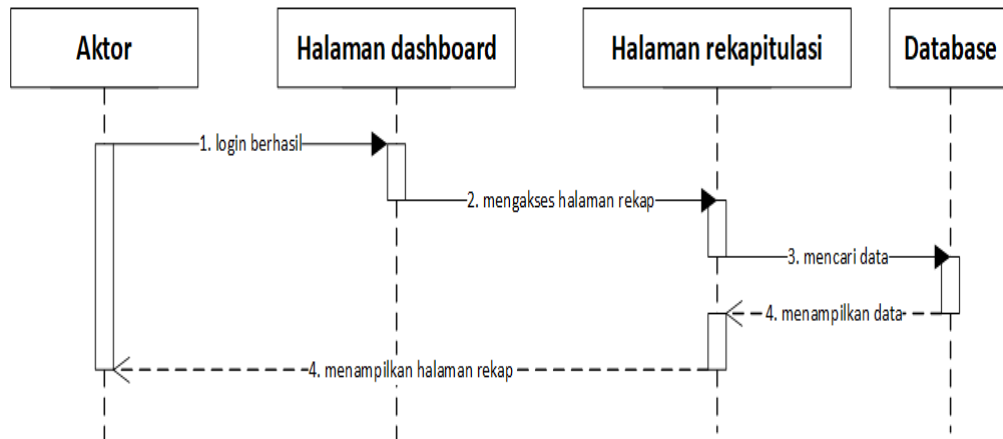 Aktor
Halaman dashboard
Halaman rekapitulasi
Database
1. login berhasil
2. mengakses halaman rekap
3. mencari data
4. menampilkan data
4. menampilkan halaman rekap